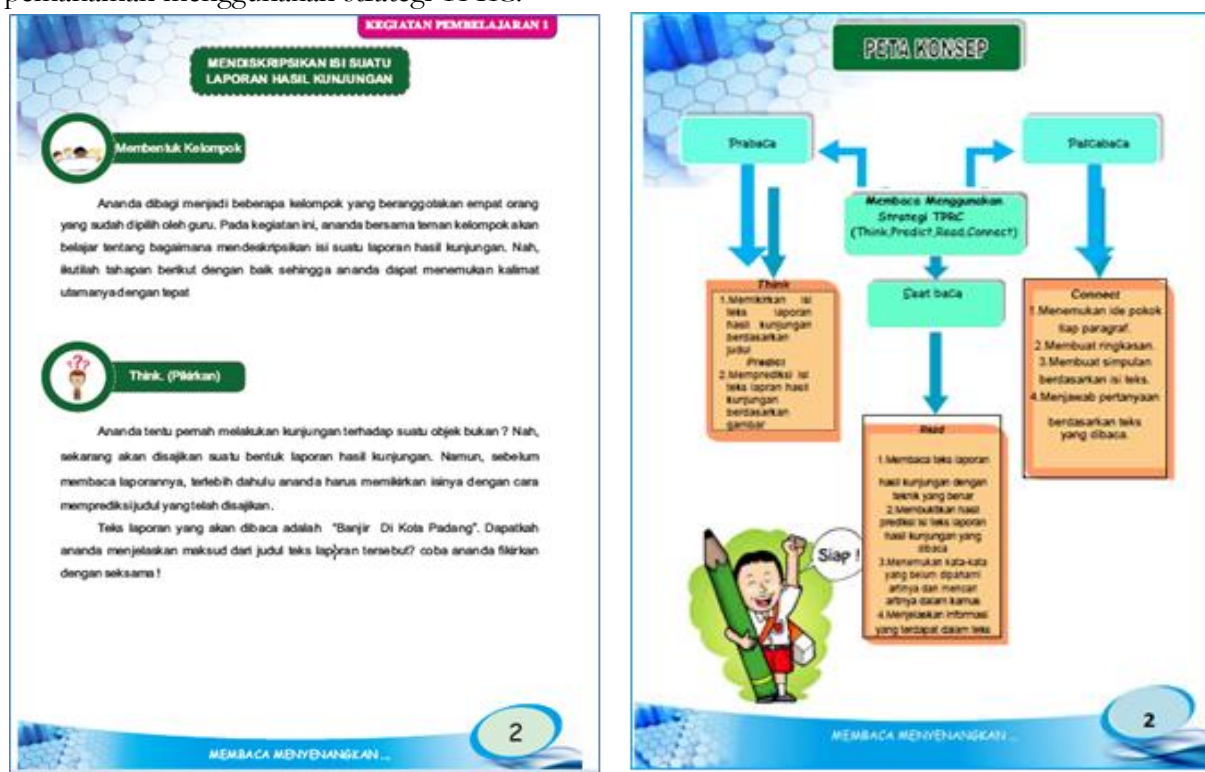 pemahaman menggunakan strategi TPRC.
KEGIATAN PEMBELAJARAN 1
MENDISKRIPSIKAN ISI SUATU
LAPORAN HASIL KUNJUNGAN
Membentuk Kelompok
Ananda dibagi menjadi beberapa kelompok yang beranggotakan empat orang
yang sudah dipilih oleh guru. Pada kegiatan ini, ananda bersama teman kelompok akan
belajar tentang bagaimana mendeskripsikan isi suatu laporan hasil kunjungan. Nah,
ikutilah tahapan berikut dengan baik sehingga ananda dapat menemukan kalimat
utamanya dengan tepat
Think. (Pikirkan)
Ananda tentu pernah melakukan kunjungan terhadap suatu objek bukan ? Nah,
sekarang akan disajikan suatu bentuk laporan hasil kunjungan. Namun, sebelum
membaca laporannya, terlebih dahulu ananda harus memikirkan isinya dengan cara
memprediksi judul yang telah disajikan.
Teks laporan yang akan dibaca adalah "Banjir Di Kota Padang". Dapatkah
ananda menjelaskan maksud dari judul teks laporan tersebut? coba ananda fikirkan
dengan seksama !
2
MEMBACA MENYENANGKAN ...
PETA KONSEP
Prabaca
Pascabaca
Membaca Menggunakan
Strategi TPRC
(Think,Predict,Read,Connect)
Saat baca
Think
1.Memikirkan isi
teks laporan
hasil kunjungan
berdasarkan
judul
Predict
2.Memprediksi isi
teks lapran hasil
kunjungan
berdasarkan
gambar
Connect
1.Menemukan ide pokok
tiap paragraf.
2.Membuat ringkasan.
3.Membuat simpulan
berdasarkan isi teks.
4.Menjawab pertanyaan
berdasarkan teks
yang dibaca.
Read
1.Membaca teks laporan
hasil kunjungan dengan
teknik yang benar
2.Membuktikan hasil
prediksi isi teks laporan
hasil kunjungan yang
dibaca
3.Menemukan kata-kata
yang belum dipahami
artinya dan mencari
artinya dalam kamus
4.Menjelaskan informasi
yang terdapat dalam teks
Siap !
2
MEMBACA MENYENANGKAN ...